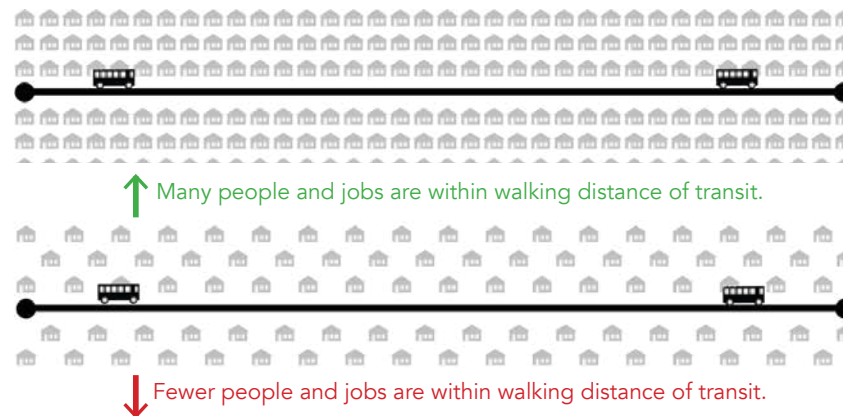 Many people and jobs are within walking distance of transit.
Fewer people and jobs are within walking distance of transit.